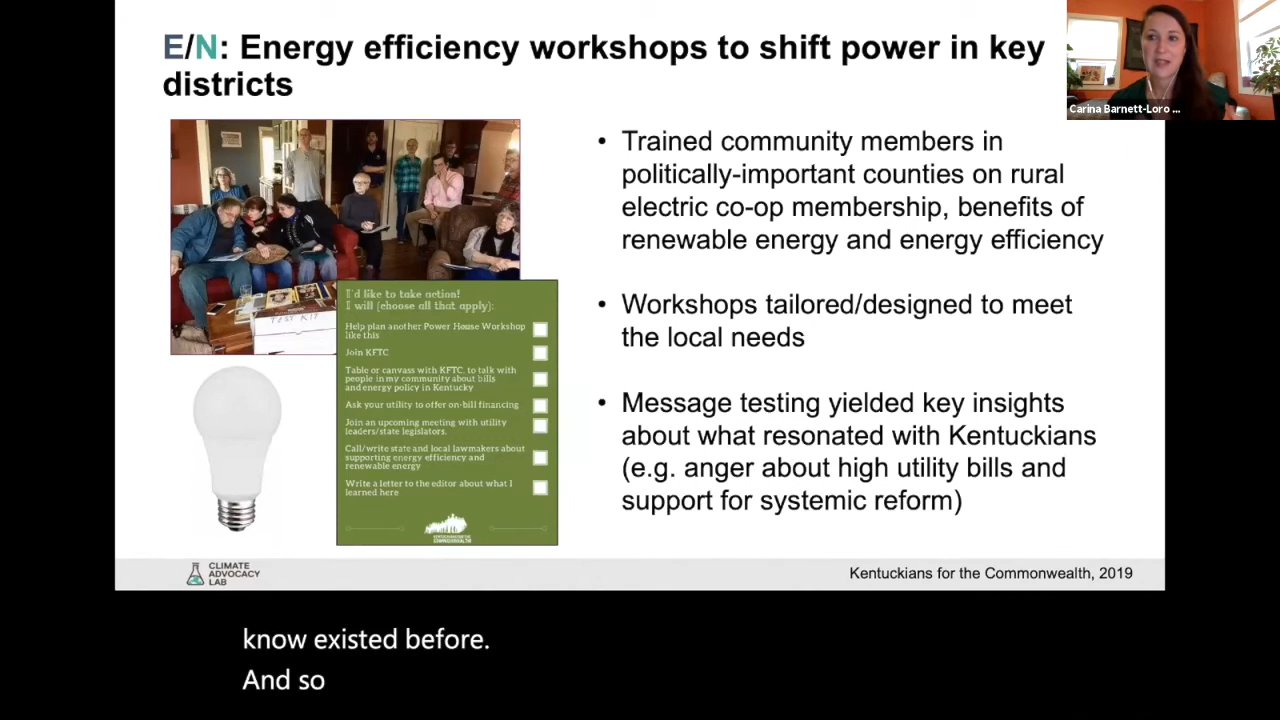 E/N: Energy efficiency workshops to shift power in key
districts
Carina Barnett-Loro ...
• Trained community members in
politically-important counties on rural
electric co-op membership, benefits of
renewable energy and energy efficiency
• Workshops tailored/designed to meet
the local needs
• Message testing yielded key insights
about what resonated with Kentuckians
(e.g. anger about high utility bills and
support for systemic reform)
TEST KIT
I'd like to take action!
I will (choose all that apply):
Help plan another Power House Workshop
like this
Join KFTC
Table or canvass with KFTC, to talk with
people in my community about bills
and energy policy in Kentucky
Ask your utility to offer on-bill financing
Join an upcoming meeting with utility
leaders/state legislators.
Call/write state and local lawmakers about
supporting energy efficiency and
renewable energy
Write a letter to the editor about what I
learned here
CLIMATE
ADVOCACY
LAB
Kentuckians for the Commonwealth, 2019
know existed before.
And so